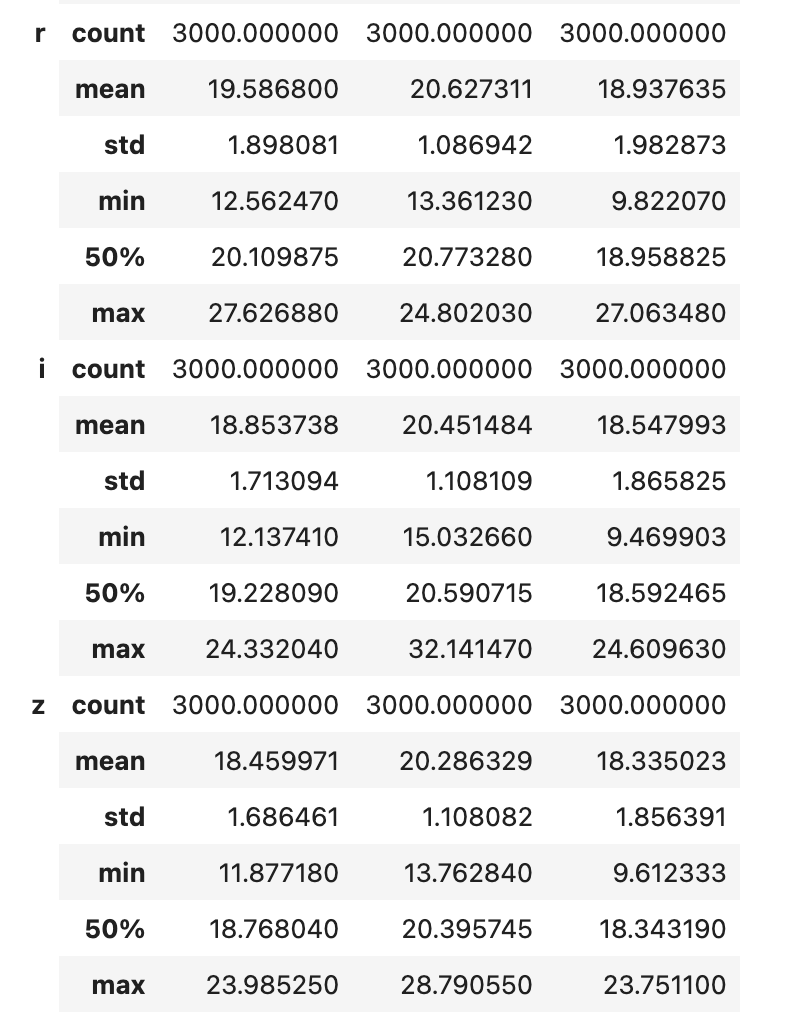 r count 3000.000000 3000.000000 3000.000000
mean 19.586800 20.627311 18.937635
std 1.898081 1.086942 1.982873
min 12.562470 13.361230 9.822070
50% 20.109875 20.773280 18.958825
max 27.626880 24.802030 27.063480
i count 3000.000000 3000.000000 3000.000000
mean 18.853738 20.451484 18.547993
std 1.713094 1.108109 1.865825
min 12.137410 15.032660 9.469903
50% 19.228090 20.590715 18.592465
max 24.332040 32.141470 24.609630
z count 3000.000000 3000.000000 3000.000000
mean 18.459971 20.286329 18.335023
std 1.686461 1.108082 1.856391
min 11.877180 13.762840 9.612333
50% 18.768040 20.395745 18.343190
max 23.985250 28.790550 23.751100